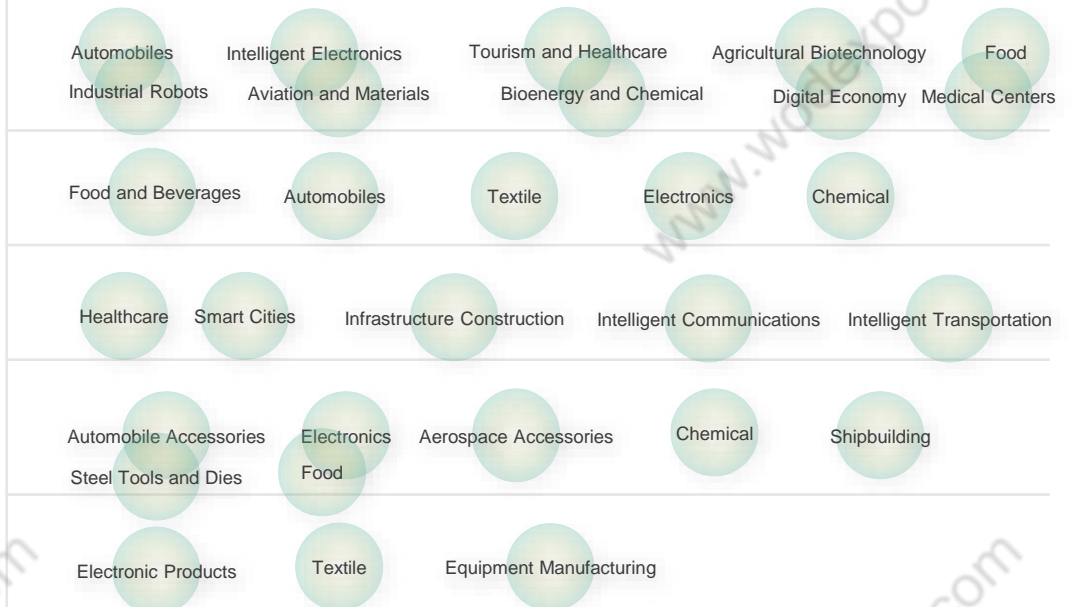 Automobiles Intelligent Electronics Tourism and Healthcare Agricultural Biotechnology Food
Industrial Robots Aviation and Materials Bioenergy and Chemical Digital Economy Medical Centers
Food and Beverages Automobiles Textile Electronics Chemical
Healthcare Smart Cities Infrastructure Construction Intelligent Communications Intelligent Transportation
Automobile Accessories Electronics Aerospace Accessories Chemical Shipbuilding
Steel Tools and Dies Food
Electronic Products Textile Equipment Manufacturing